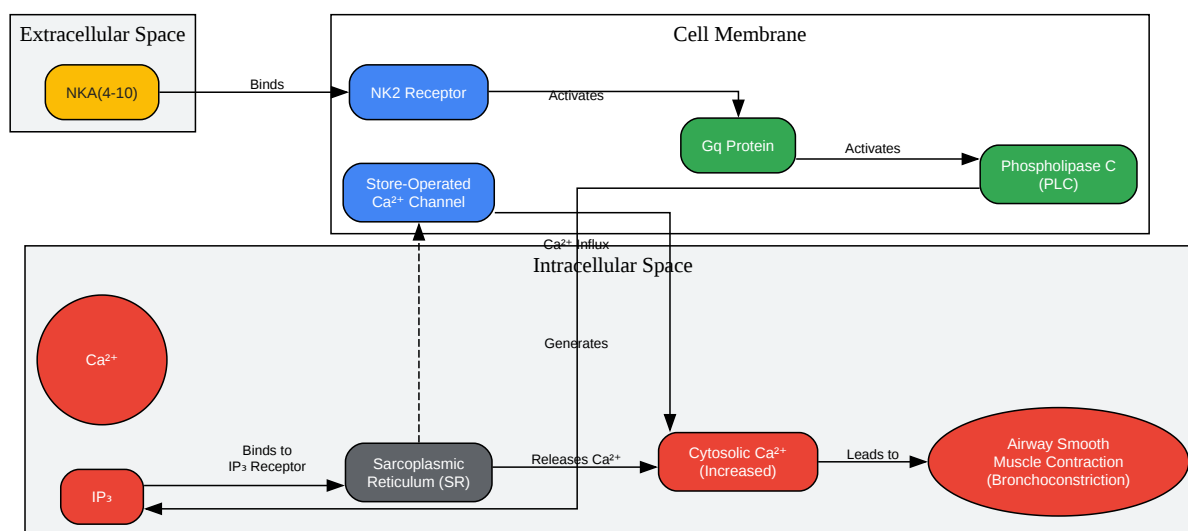 Extracellular Space
Cell Membrane
NKA(4-10)
Binds
NK2 Receptor
Activates
Gq Protein
Activates
Phospholipase C
(PLC)
Store-Operated
Ca²⁺ Channel
Ca²⁺ Influx
Intracellular Space
Ca²⁺
Generates
IP₃
Binds to
IP₃ Receptor
Sarcoplasmic
Reticulum (SR)
Releases Ca²⁺
Cytosolic Ca²⁺
(Increased)
Leads to
Airway Smooth
Muscle Contraction
(Bronchoconstriction)